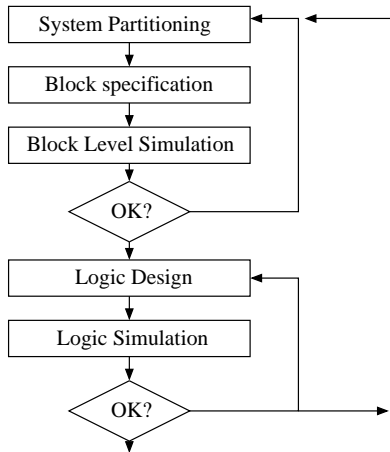 System Partitioning
Block specification
Block Level Simulation
OK?
Logic Design
Logic Simulation
OK?